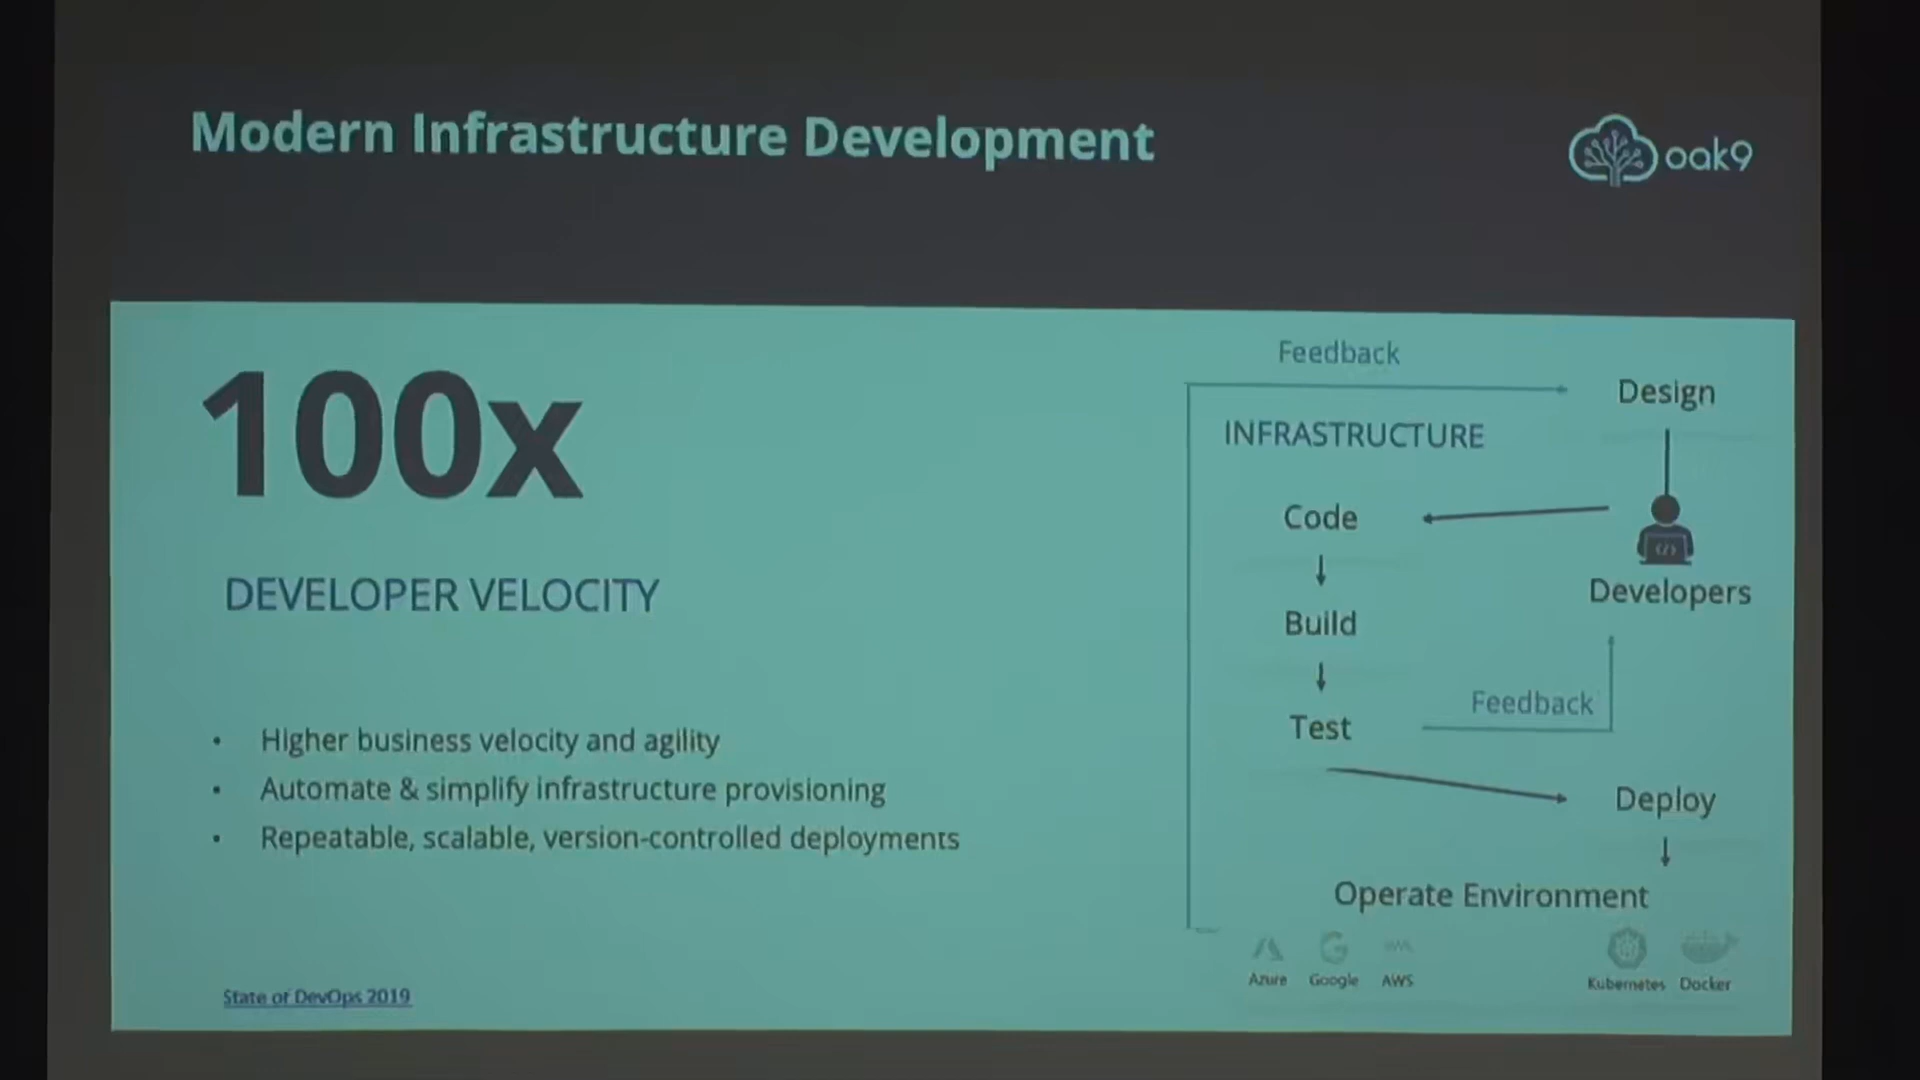 Modern Infrastructure Development
oak9
100x
DEVELOPER VELOCITY
• Higher business velocity and agility
• Automate & simplify infrastructure provisioning
• Repeatable, scalable, version-controlled deployments
State of DevOps 2019
Feedback
Design
INFRASTRUCTURE
Code
</>
Developers
Build
Feedback
Test
Deploy
Operate Environment
Azure Google AWS Kubernetes Docker